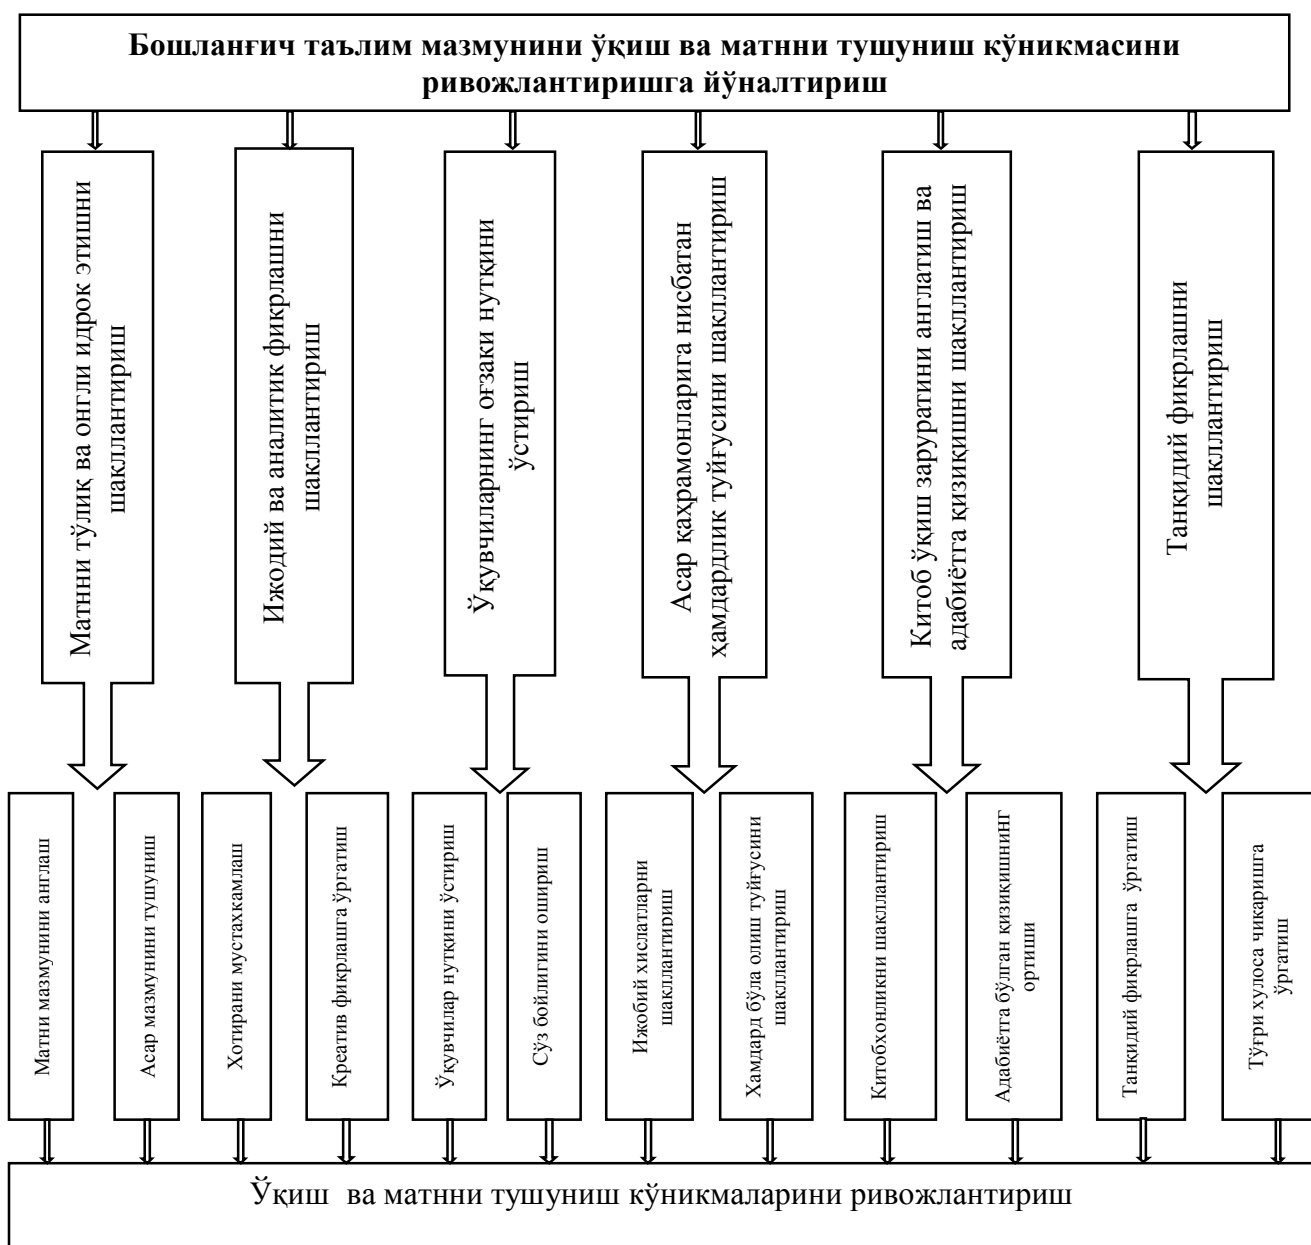 Бошланғич таълим мазмунини ўқиш ва матнни тушуниш кўникмасини
ривожлантиришга йўналтириш
Матнни тўлиқ ва онгли идрок этишни
шакллантириш
Ижодий ва аналитик фикрлашни
шакллантириш
Ўқувчиларнинг оғзаки нутқини
ўстириш
Асар қаҳрамонларига нисбатан
ҳамдардлик туйғусини шакллантириш
Китоб ўқиш заруратини англатиш ва
адабиётга қизиқишни шакллантириш
Танқидий фикрлашни
шакллантириш
Матни мазмунини англаш
Асар мазмунини тушуниш
Хотирани мустахкамлаш
Креатив фикрлашга ўргатиш
Ўқувчилар нутқини ўстириш
Сўз бойлигини ошириш
Ижобий хислатларни
шакллантириш
Хамдард бўла олиш туйғусини
шакллантириш
Китобхонликни шакллантириш
Адабиётга бўлган қизиқишнинг
ортиши
Танқидий фикрлашга ўргатиш
Тўғри хулоса чикаришга
ўргатиш
Ўқиш ва матнни тушуниш кўникмаларини ривожлантириш